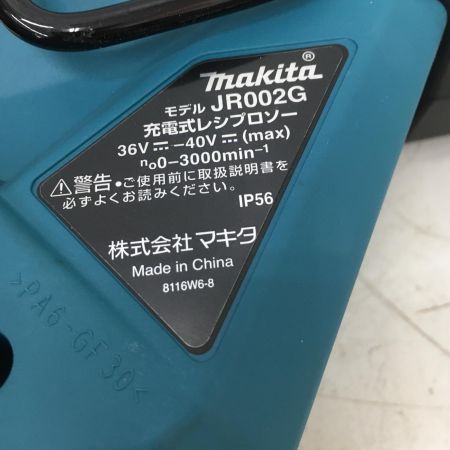 makita®
モデル JR002G
充電式レシプロソー
36V⎓-40V⎓(max)
n₀0-3000min⁻¹
⚠警告・ご使用前に取扱説明書を
必ずよくお読みください。
IP56
株式会社 マキタ
Made in China
8116W6-8
>PA6-GF30<